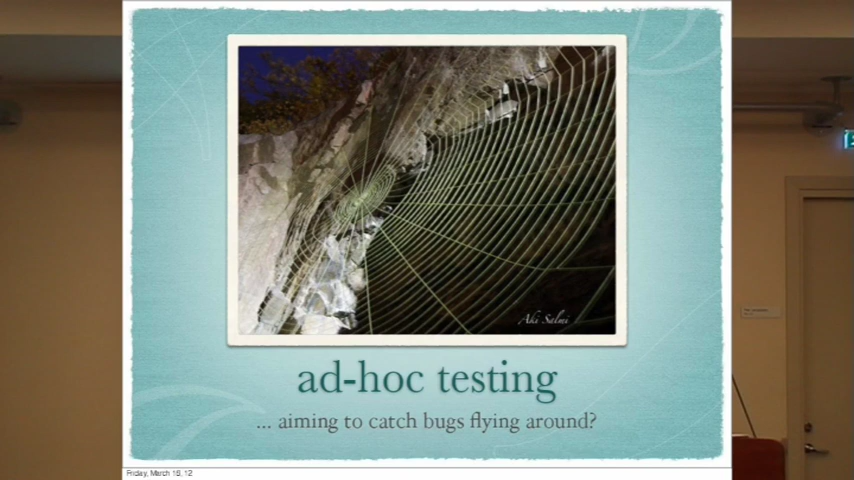 Aki Salmi
ad-hoc testing
... aiming to catch bugs flying around?
Friday, March 16, 12